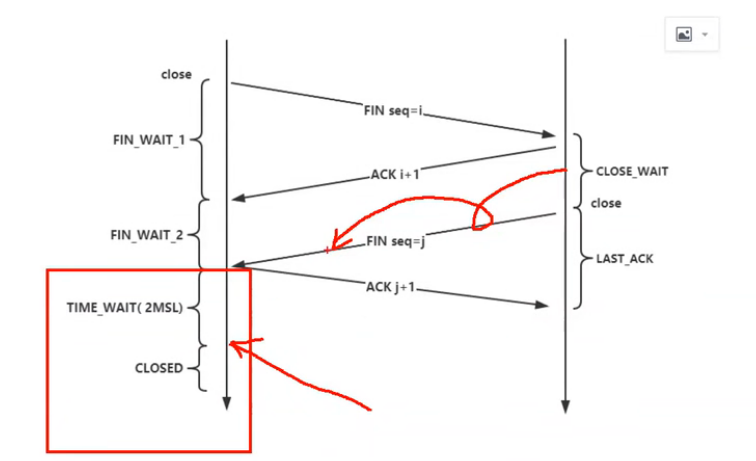 close
FIN seq=i
FIN_WAIT_1
ACK i+1
CLOSE_WAIT
close
FIN_WAIT_2
FIN seq=j
LAST_ACK
ACK j+1
TIME_WAIT( 2MSL)
CLOSED